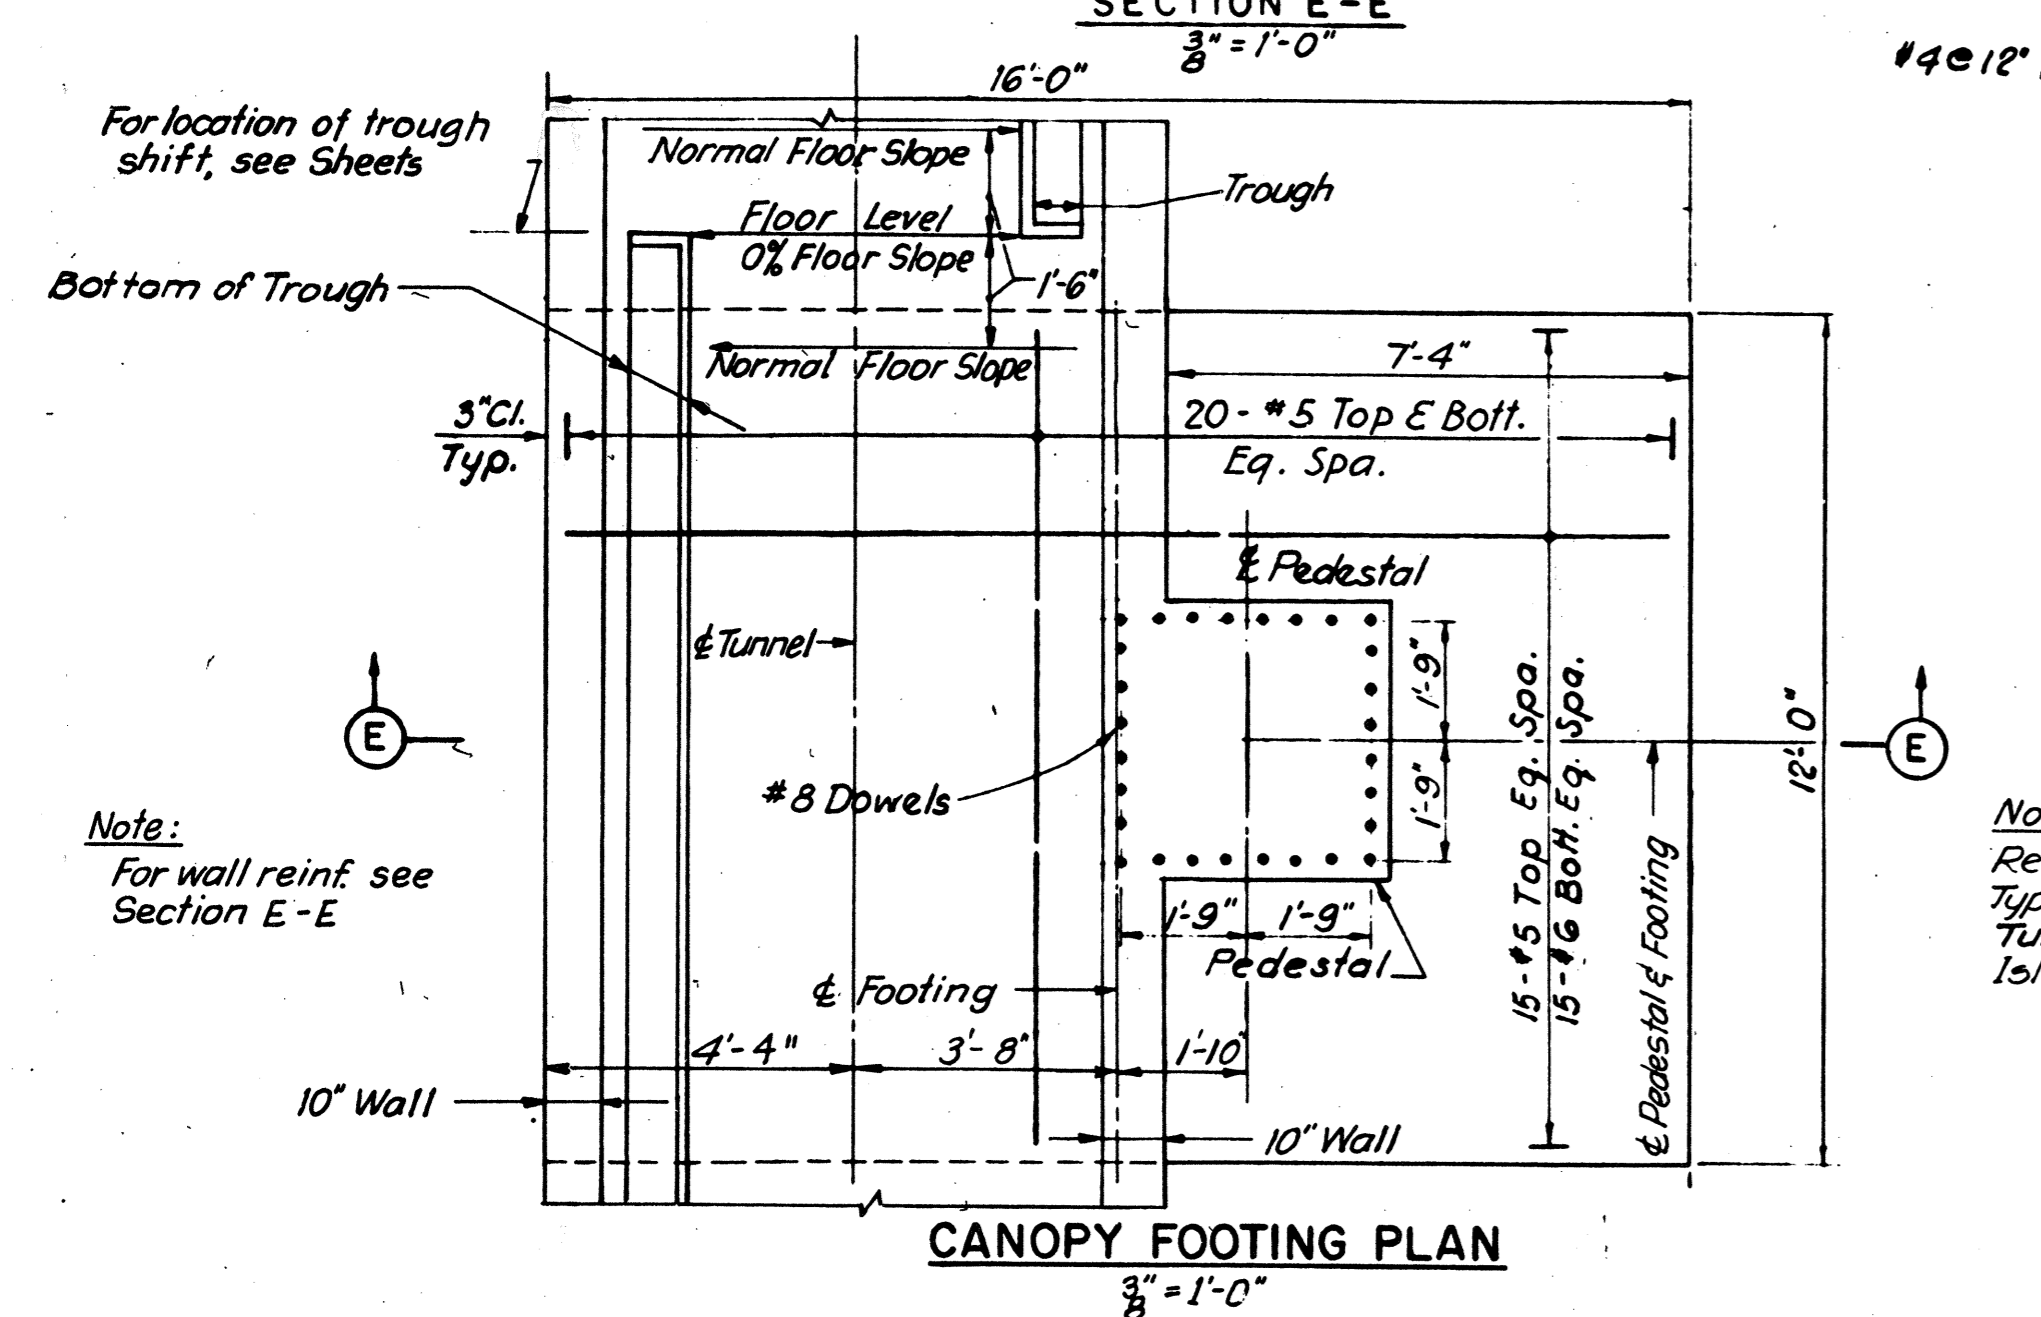 SECTION E-E
3/8" = 1'-0"
#4@12"
16'-0"
For location of trough
shift, see Sheets
Normal Floor Slope
Trough
Floor Level
0% Floor Slope
1'-6"
Bottom of Trough
Normal Floor Slope
7'-4"
3"Cl.
Typ.
20-#5 Top & Bott.
Eq. Spa.
℄ Pedestal
℄ Tunnel
1'-9"
1'-9"
15-#5 Top Eq. Spa.
15-#6 Bott. Eq. Spa.
12'-0"
E
E
#8 Dowels
Note:
For wall reinf. see
Section E-E
No
Re
Typ
Tu
Isl
1'-9"
1'-9"
Pedestal
℄ Footing
℄ Pedestal & Footing
4'-4"
3'-8"
1'-10"
10" Wall
10" Wall
CANOPY FOOTING PLAN
3/8" = 1'-0"